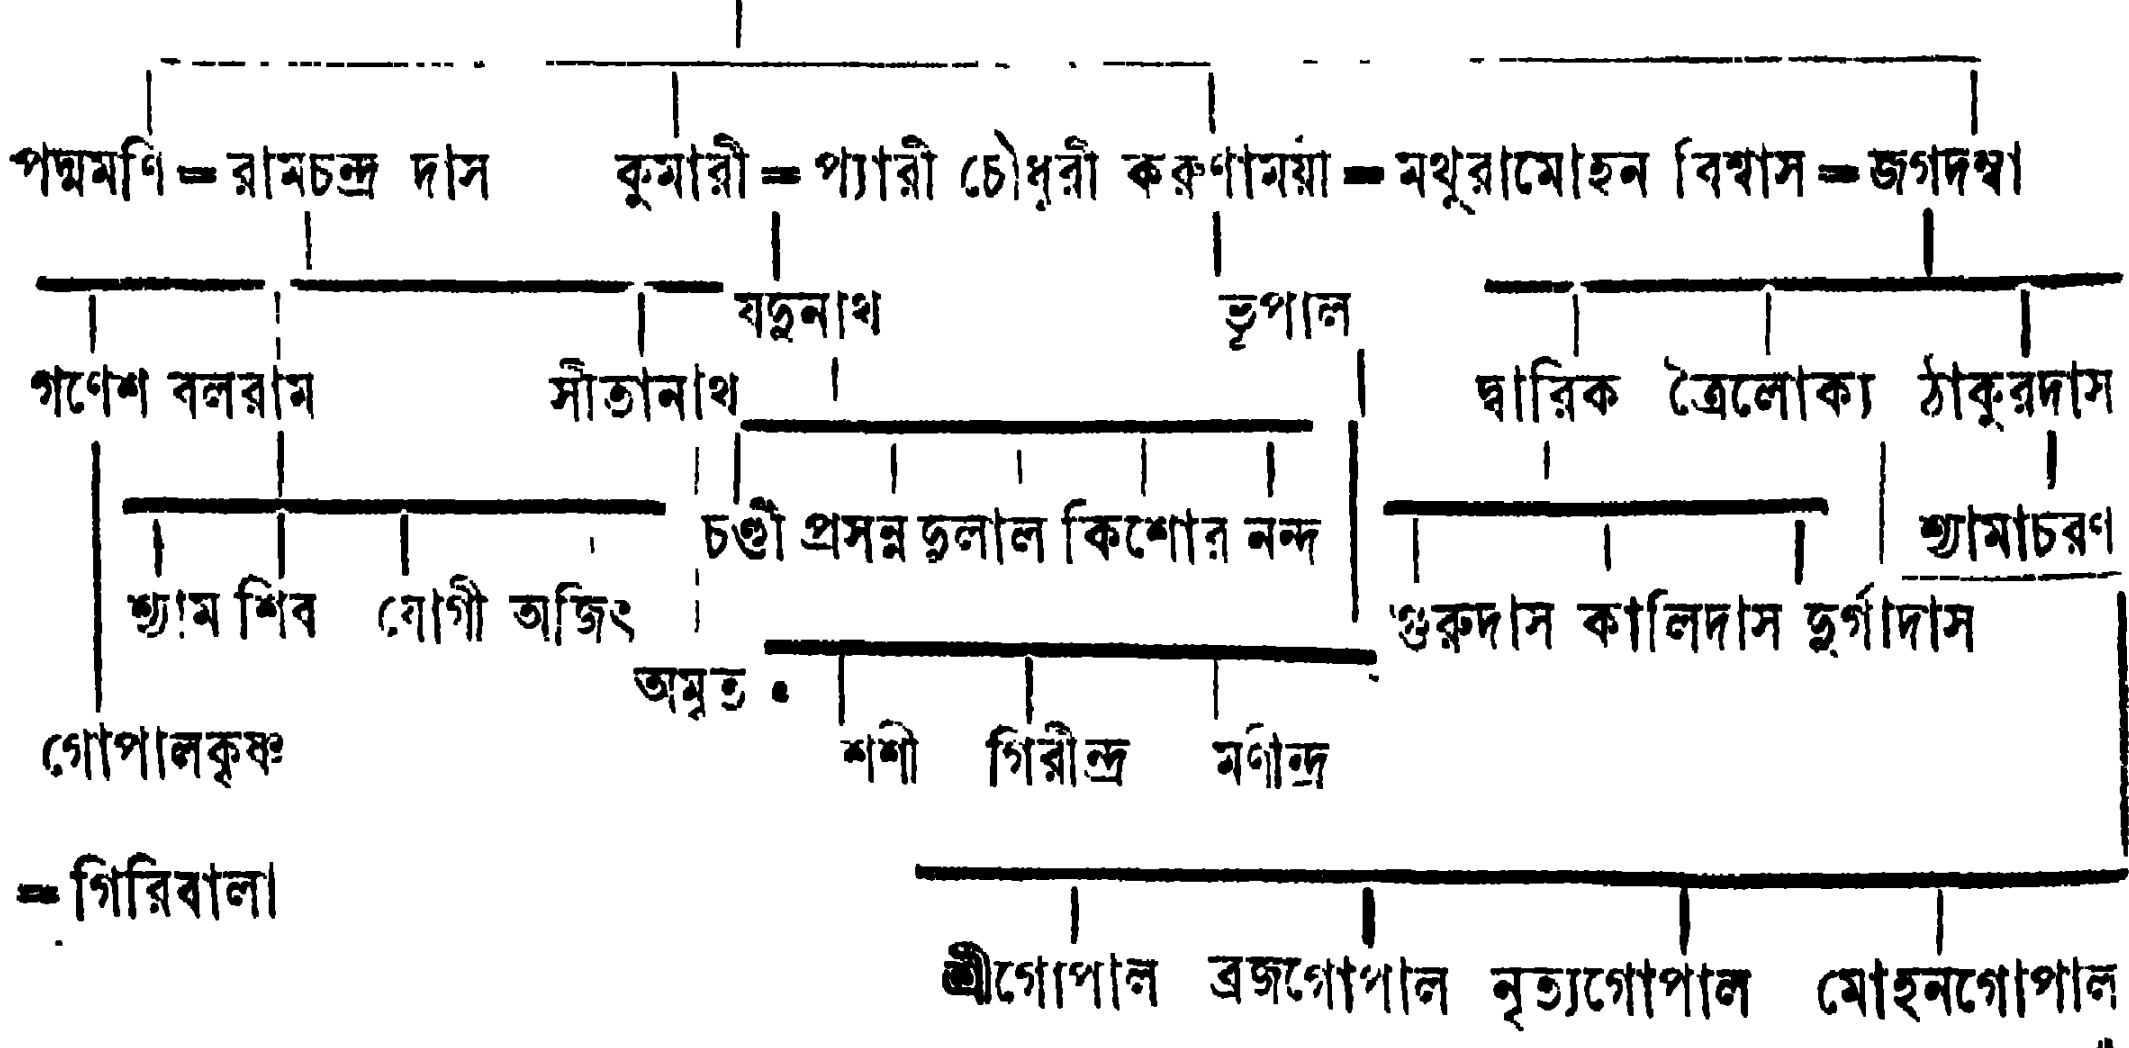 পদ্মমণি = রামচন্দ্র দাস কুমারী = প্যারী চৌধুরী করুণাময়ী = মথুরামোহন বিশ্বাস = জগদম্বা
যদুনাথ ভূপাল
গণেশ বলরাম সীতানাথ দ্বারিক ত্রৈলোক্য ঠাকুরদাস
চণ্ডী প্রসন্ন দুলাল কিশোর নন্দ শ্যামাচরণ
শ্যাম শিব যোগী অজিৎ গুরুদাস কালিদাস দুর্গাদাস
অমৃত
গোপালকৃষ্ণ শশী গিরীন্দ্র মণীন্দ্র
= গিরিবালা
শ্রীগোপাল ব্রজগোপাল নৃত্যগোপাল মোহনগোপাল